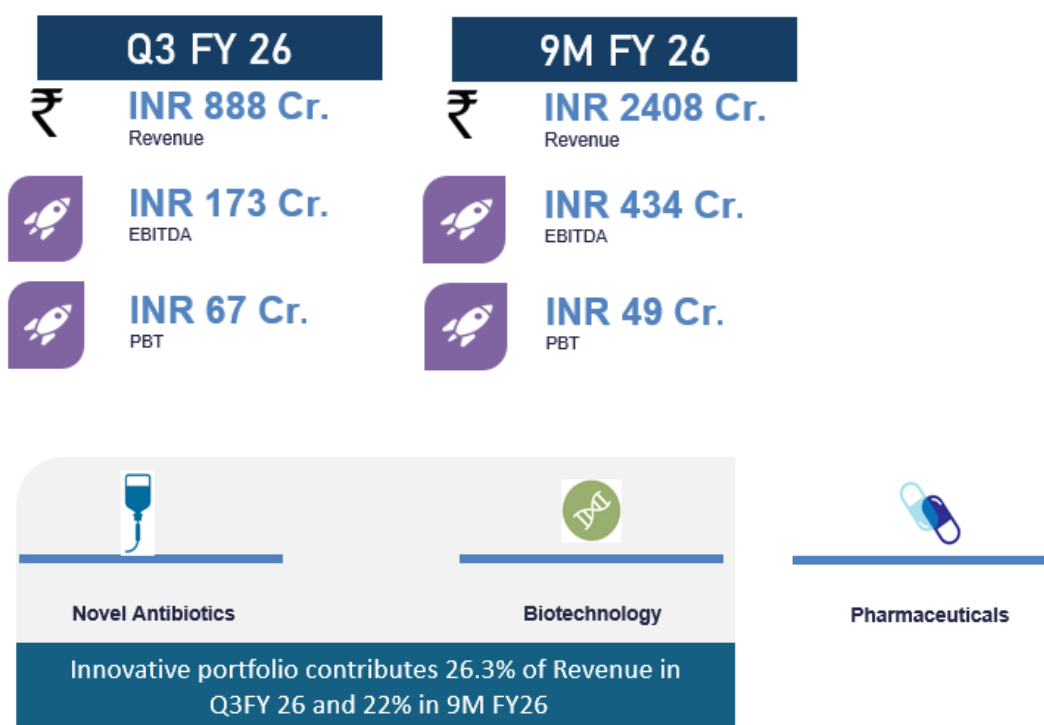 Q3 FY 26
₹ INR 888 Cr.
Revenue
INR 173 Cr.
EBITDA
INR 67 Cr.
PBT
9M FY 26
₹ INR 2408 Cr.
Revenue
INR 434 Cr.
EBITDA
INR 49 Cr.
PBT
Novel Antibiotics
Biotechnology
Pharmaceuticals
Innovative portfolio contributes 26.3% of Revenue in
Q3FY 26 and 22% in 9M FY26